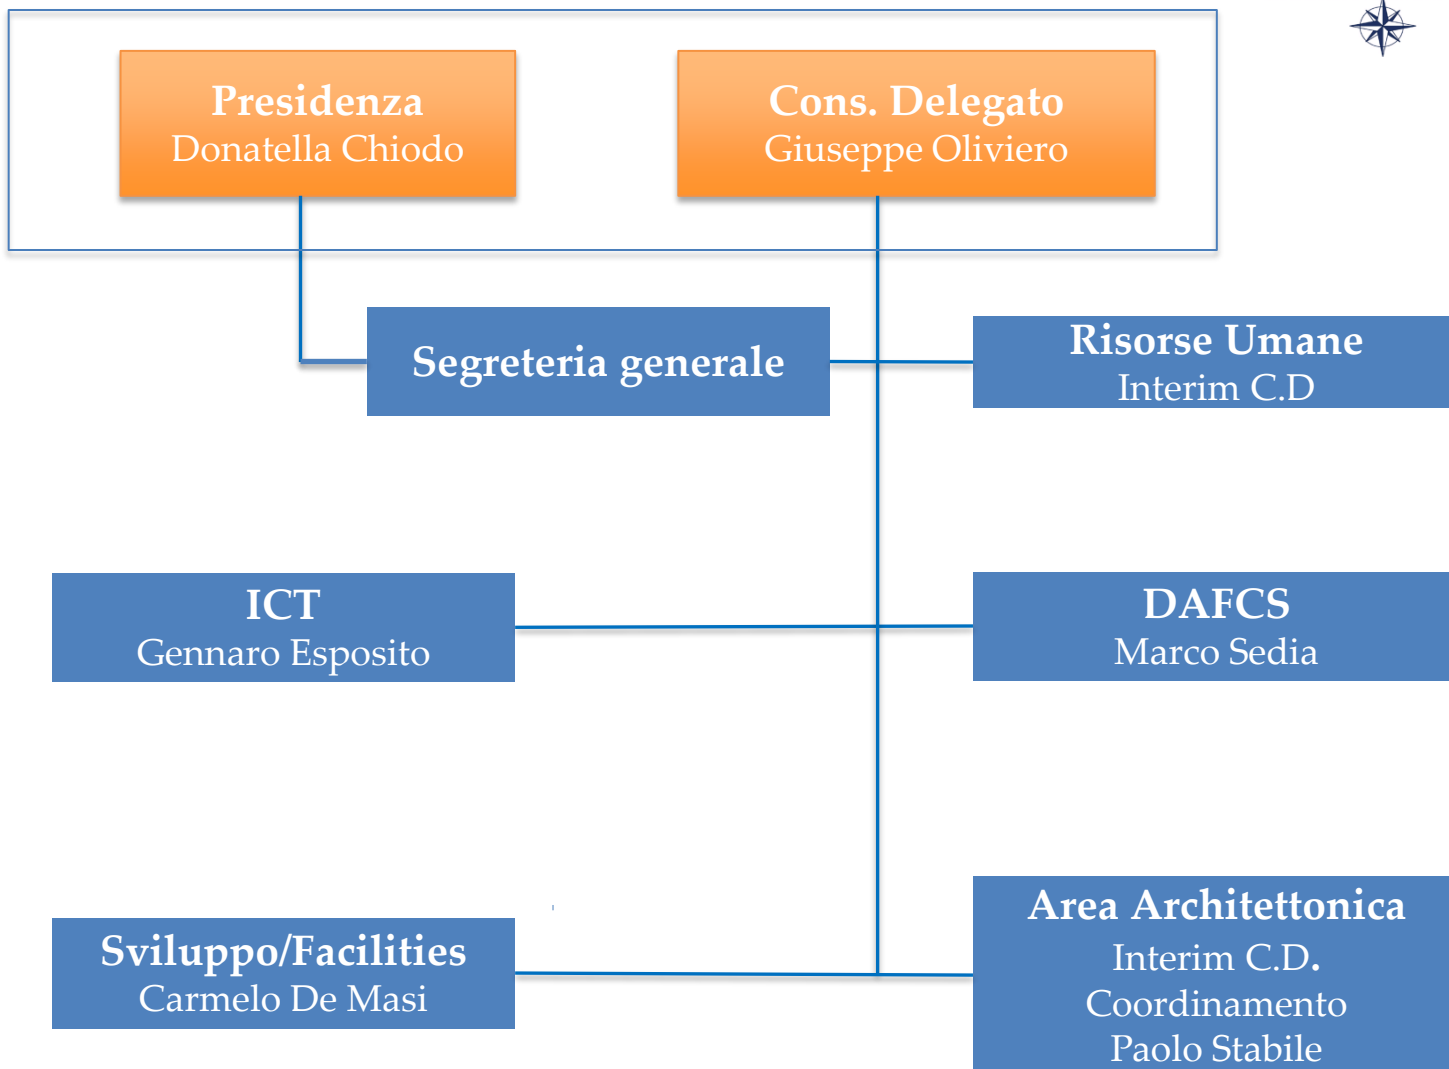 Presidenza
Donatella Chiodo
Cons. Delegato
Giuseppe Oliviero
Segreteria generale
Risorse Umane
Interim C.D
ICT
Gennaro Esposito
DAFCS
Marco Sedia
Sviluppo/Facilities
Carmelo De Masi
Area Architettonica
Interim C.D.
Coordinamento
Paolo Stabile